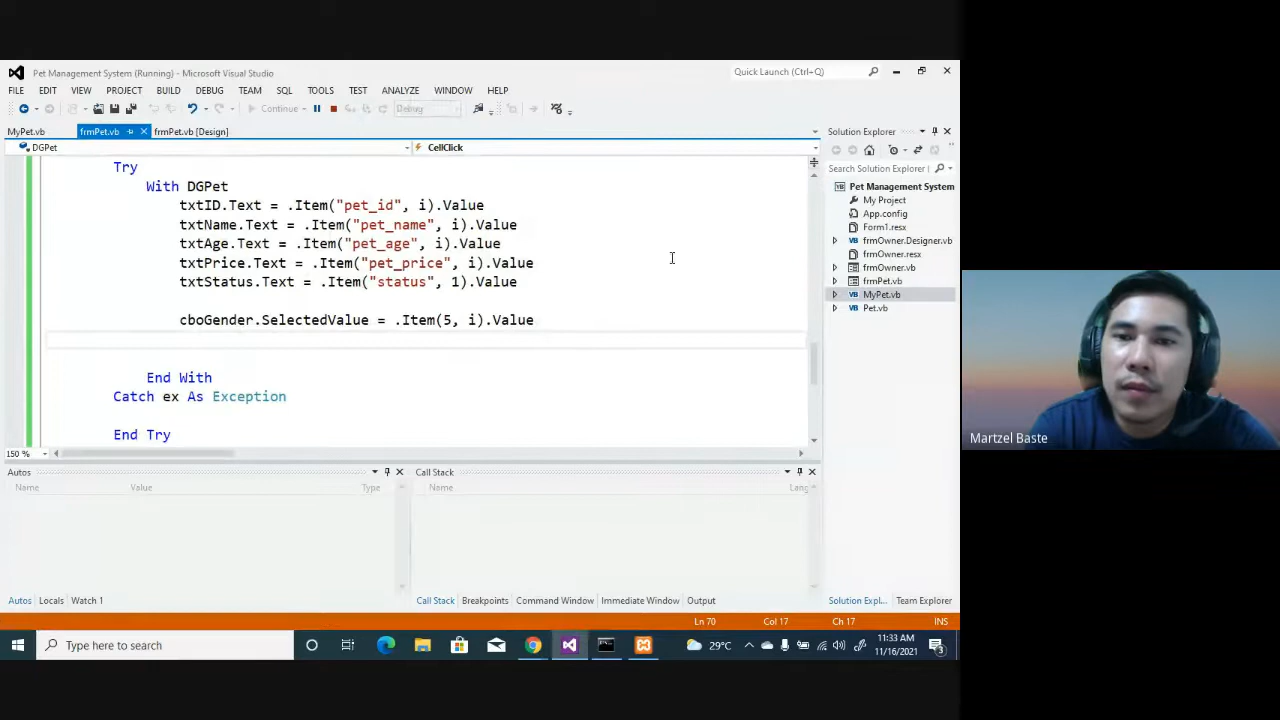 Pet Management System (Running) - Microsoft Visual Studio
Quick Launch (Ctrl+Q)
FILE EDIT VIEW PROJECT BUILD DEBUG TEAM SQL TOOLS TEST ANALYZE WINDOW HELP
Continue Debug
MyPet.vb frmPet.vb frmPet.vb [Design]
DGPet CellClick
Try
With DGPet
txtID.Text = .Item("pet_id", i).Value
txtName.Text = .Item("pet_name", i).Value
txtAge.Text = .Item("pet_age", i).Value
txtPrice.Text = .Item("pet_price", i).Value
txtStatus.Text = .Item("status", 1).Value
cboGender.SelectedValue = .Item(5, i).Value
End With
Catch ex As Exception
End Try
150 %
Solution Explorer
Search Solution Explorer (
Pet Management System
My Project
App.config
Form1.resx
frmOwner.Designer.vb
frmOwner.resx
frmOwner.vb
frmPet.vb
MyPet.vb
Pet.vb
Autos
Name Value Type
Call Stack
Name Lang
Autos Locals Watch 1
Call Stack Breakpoints Command Window Immediate Window Output
Solution Expl... Team Explorer
Ln 70 Col 17 Ch 17 INS
Type here to search
29°C
11:33 AM
11/16/2021
3
Martzel Baste